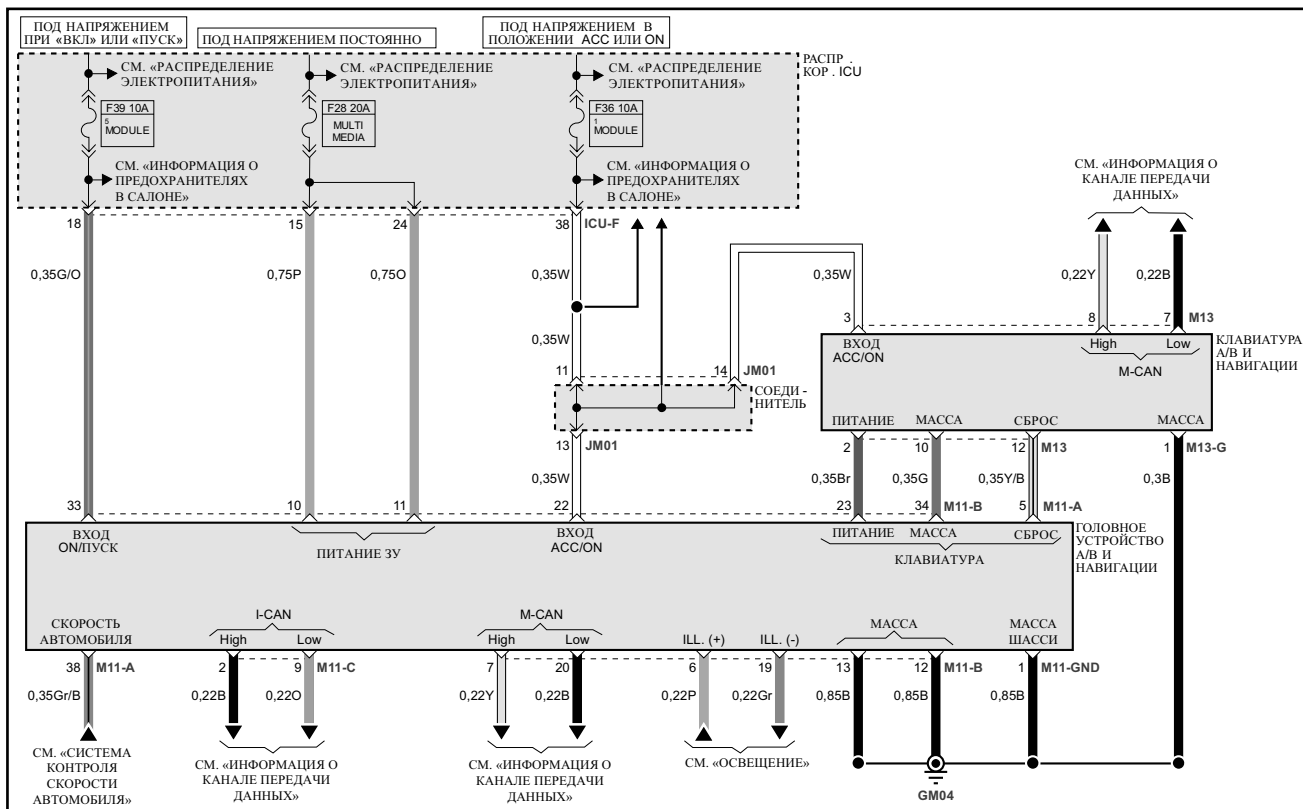 ПОД НАПРЯЖЕНИЕМ
ПРИ «ВКЛ» ИЛИ «ПУСК»
ПОД НАПРЯЖЕНИЕМ ПОСТОЯННО
ПОД НАПРЯЖЕНИЕМ В
ПОЛОЖЕНИИ ACC ИЛИ ON
РАСПР .
КОР . ICU
СМ. «РАСПРЕДЕЛЕНИЕ
ЭЛЕКТРОПИТАНИЯ»
СМ. «РАСПРЕДЕЛЕНИЕ
ЭЛЕКТРОПИТАНИЯ»
СМ. «РАСПРЕДЕЛЕНИЕ
ЭЛЕКТРОПИТАНИЯ»
F39 10A
5
MODULE
F28 20A
MULTI
MEDIA
F36 10A
1
MODULE
СМ. «ИНФОРМАЦИЯ О
ПРЕДОХРАНИТЕЛЯХ
В САЛОНЕ»
СМ. «ИНФОРМАЦИЯ О
ПРЕДОХРАНИТЕЛЯХ
В САЛОНЕ»
СМ. «ИНФОРМАЦИЯ О
КАНАЛЕ ПЕРЕДАЧИ
ДАННЫХ»
18
15
24
38
ICU-F
0,35G/O
0,75P
0,75O
0,35W
0,35W
0,22Y
0,22B
3
8
7
M13
ВХОД
ACC/ON
High
Low
M-CAN
КЛАВИАТУРА
А/В И
НАВИГАЦИИ
0,35W
11
14
JM01
СОЕДИ -
НИТЕЛЬ
13
JM01
ПИТАНИЕ
МАССА
СБРОС
МАССА
2
10
12
M13
1
M13-G
0,35W
0,35Br
0,35G
0,35Y/B
0,3B
33
10
11
22
23
34
M11-B
5
M11-A
ВХОД
ON/ПУСК
ПИТАНИЕ ЗУ
ВХОД
ACC/ON
ПИТАНИЕ
МАССА
СБРОС
КЛАВИАТУРА
ГОЛОВНОЕ
УСТРОЙСТВО
А/В И
НАВИГАЦИИ
СКОРОСТЬ
АВТОМОБИЛЯ
I-CAN
High
Low
M-CAN
High
Low
ILL. (+)
ILL. (-)
МАССА
МАССА
ШАССИ
38
M11-A
2
9
M11-C
7
20
6
19
13
12
M11-B
1
M11-GND
0,35Gr/B
0,22B
0,22O
0,22Y
0,22B
0,22P
0,22Gr
0,85B
0,85B
0,85B
СМ. «СИСТЕМА
КОНТРОЛЯ
СКОРОСТИ
АВТОМОБИЛЯ»
СМ. «ИНФОРМАЦИЯ О
КАНАЛЕ ПЕРЕДАЧИ
ДАННЫХ»
СМ. «ИНФОРМАЦИЯ О
КАНАЛЕ ПЕРЕДАЧИ
ДАННЫХ»
СМ. «ОСВЕЩЕНИЕ»
GM04